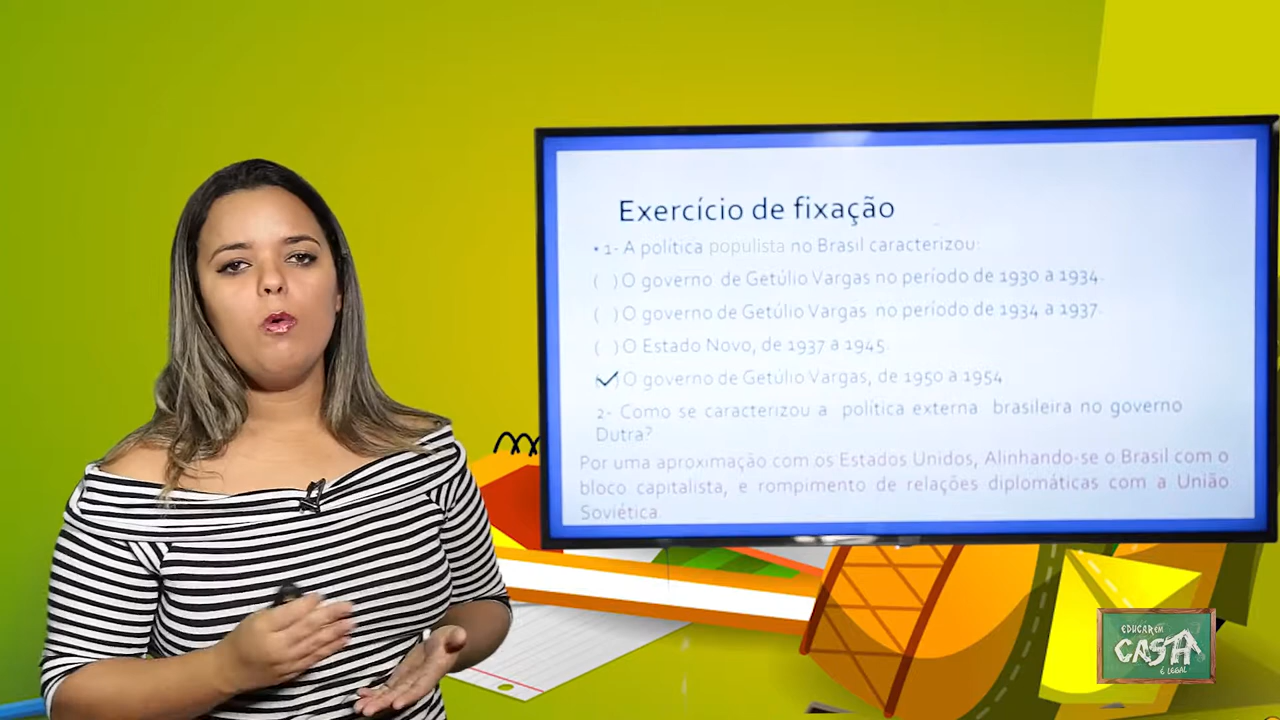 Exercício de fixação
• 1- A política populista no Brasil caracterizou:
( ) O governo de Getúlio Vargas no período de 1930 a 1934.
( ) O governo de Getúlio Vargas no período de 1934 a 1937.
( ) O Estado Novo, de 1937 a 1945.
(✓) O governo de Getúlio Vargas, de 1950 a 1954
2- Como se caracterizou a política externa brasileira no governo
Dutra?
Por uma aproximação com os Estados Unidos, Alinhando-se o Brasil com o
bloco capitalista, e rompimento de relações diplomáticas com a União
Soviética.
EDUCAR EM
CASA
É LEGAL